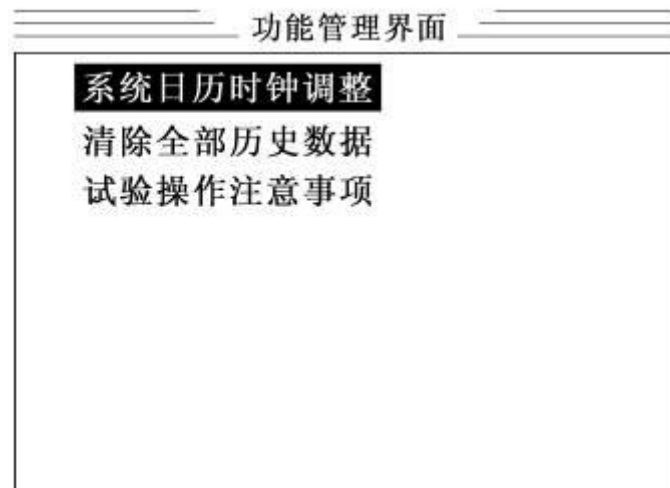 功能管理界面
系统日历时钟调整
清除全部历史数据
试验操作注意事项